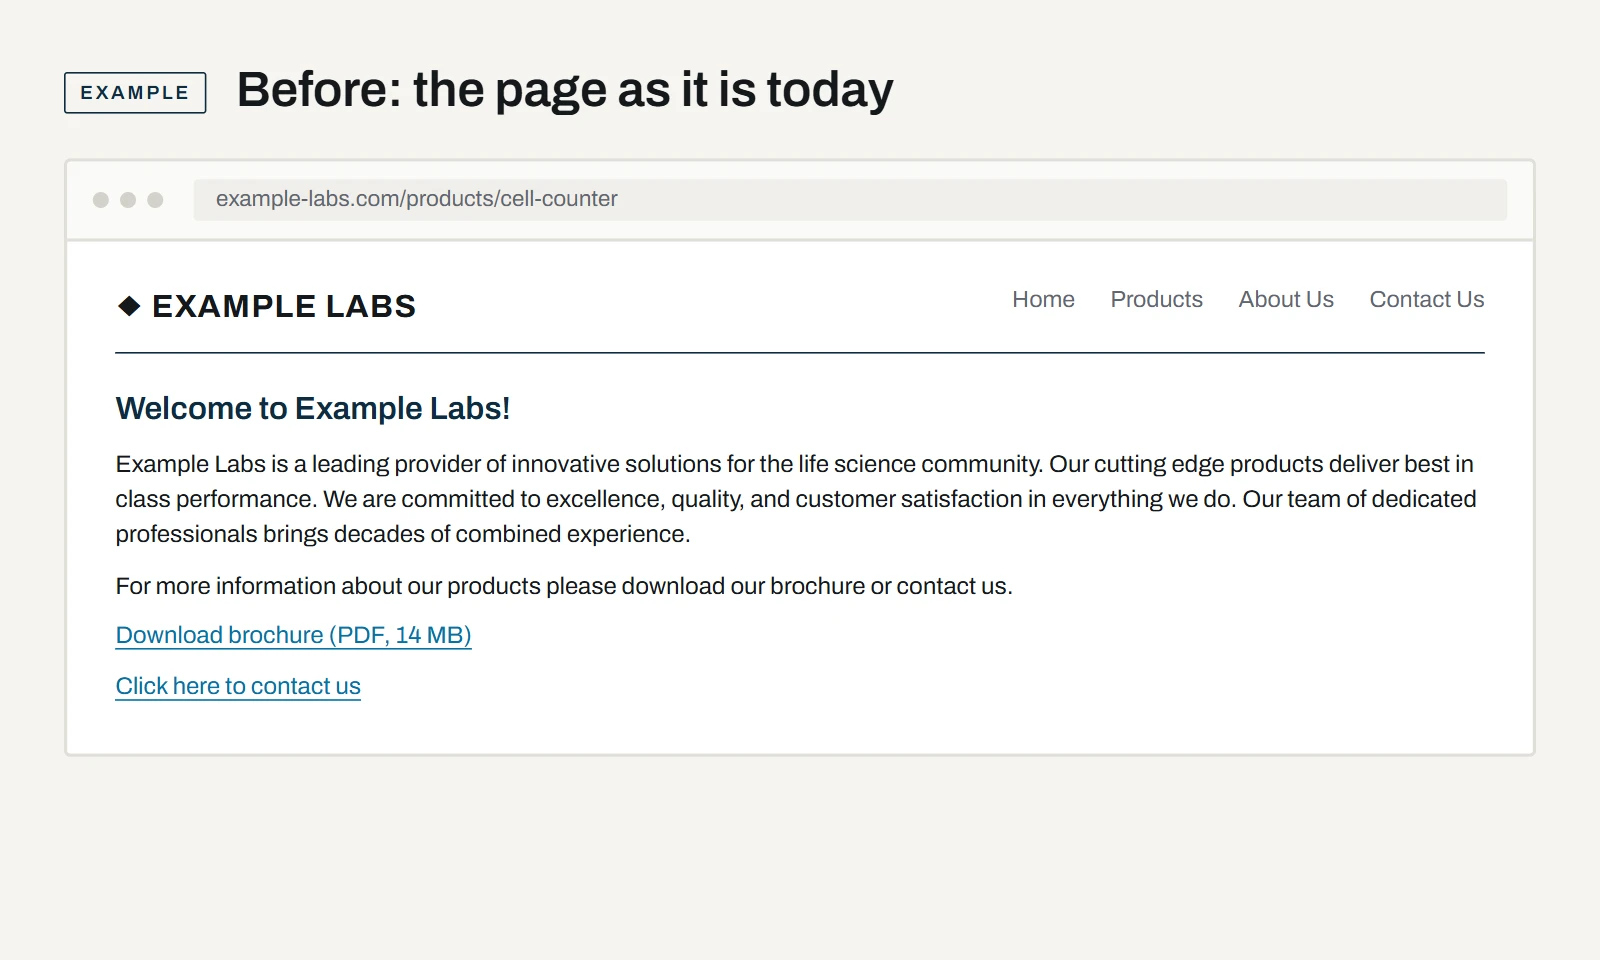 EXAMPLE
Before: the page as it is today
example-labs.com/products/cell-counter
◆ EXAMPLE LABS
Home Products About Us Contact Us
Welcome to Example Labs!
Example Labs is a leading provider of innovative solutions for the life science community. Our cutting edge products deliver best in
class performance. We are committed to excellence, quality, and customer satisfaction in everything we do. Our team of dedicated
professionals brings decades of combined experience.
For more information about our products please download our brochure or contact us.
Download brochure (PDF, 14 MB)
Click here to contact us